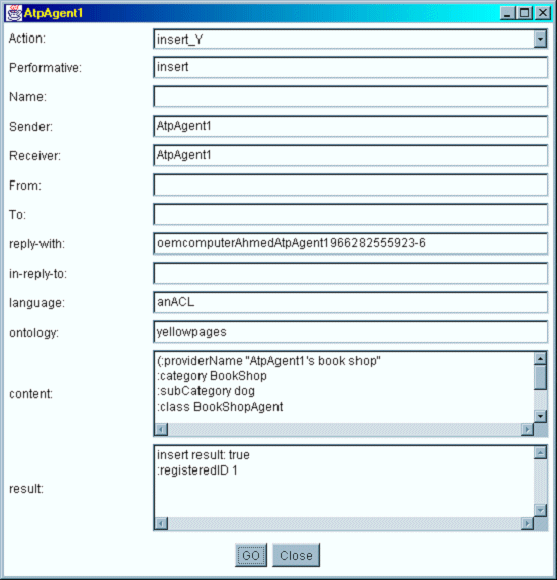 AtpAgent1
Action: insert_Y
Performative: insert
Name:
Sender: AtpAgent1
Receiver: AtpAgent1
From:
To:
reply-with: oemcomputerAhmedAtpAgent1966282555923-6
in-reply-to:
language: anACL
ontology: yellowpages
content: (:providerName "AtpAgent1's book shop"
:category BookShop
:subCategory dog
:class BookShopAgent
result: insert result: true
:registeredID 1
GO Close